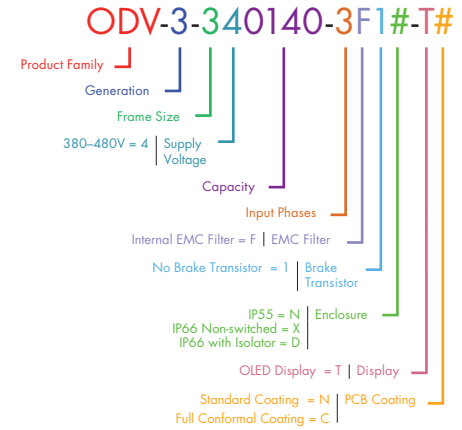 ODV-3-340140-3F1#-T#
Product Family
Generation
Frame Size
380–480V = 4 | Supply
Voltage
Capacity
Input Phases
Internal EMC Filter = F | EMC Filter
No Brake Transistor = 1 | Brake
Transistor
IP55 = N | Enclosure
IP66 Non-switched = X
IP66 with Isolator = D
OLED Display = T | Display
Standard Coating = N | PCB Coating
Full Conformal Coating = C